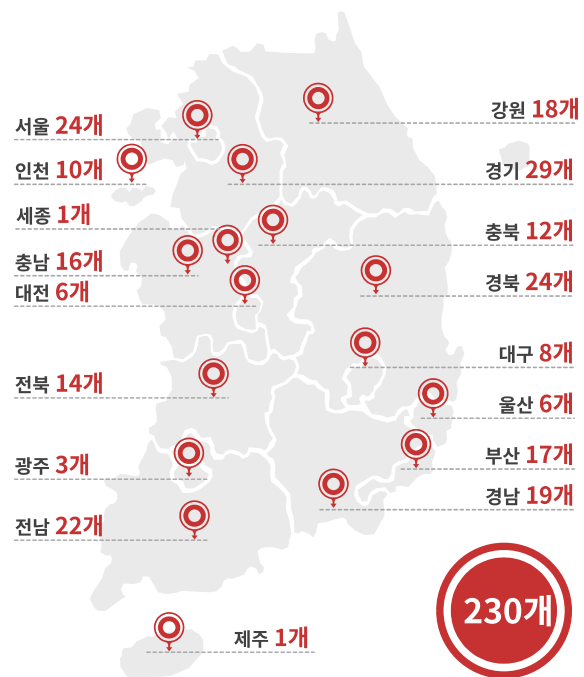 강원 18개
서울 24개
인천 10개
경기 29개
세종 1개
충북 12개
충남 16개
경북 24개
대전 6개
대구 8개
전북 14개
울산 6개
부산 17개
광주 3개
경남 19개
전남 22개
230개
제주 1개